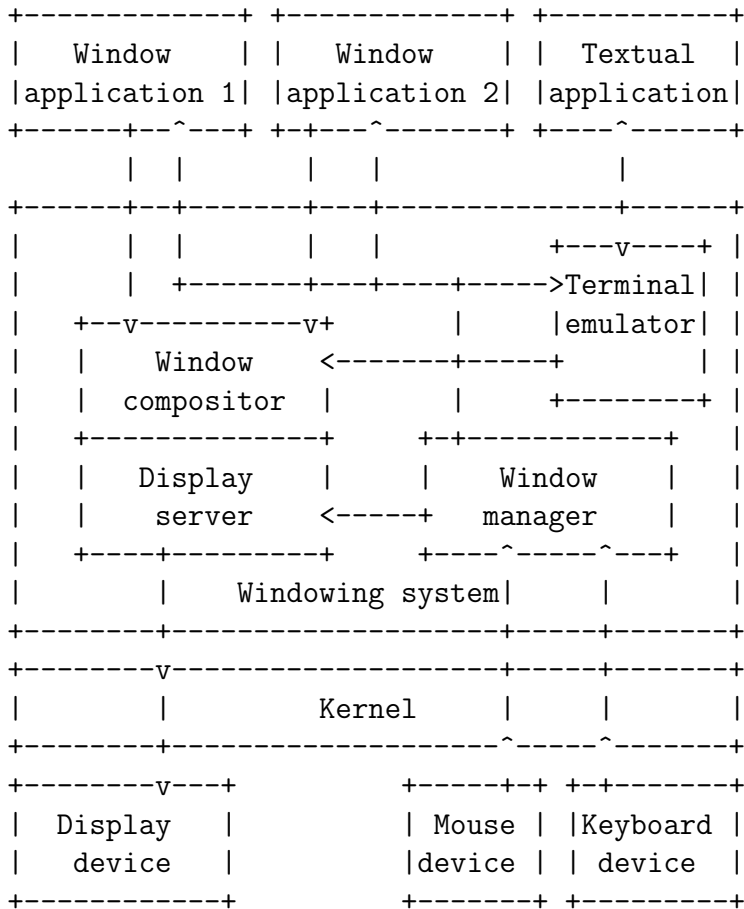 Window Window Textual
application 1 application 2 application
Terminal
emulator
Window
compositor
Display Window
server manager
Windowing system
Kernel
Display Mouse Keyboard
device device device